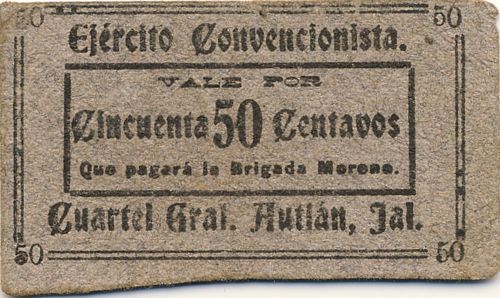 50 50
Ejército Convencionista.
VALE POR
Cincuenta 50 Centavos
Que pagará la Brigada Moreno.
Cuartel Gral. Autlán, Jal.
50 50